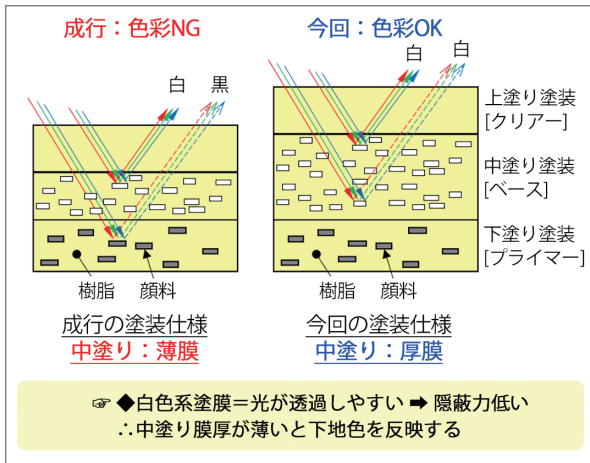 成行：色彩NG
白 黒
樹脂 顔料
成行の塗装仕様
中塗り：薄膜
今回：色彩OK
白 白
樹脂 顔料
今回の塗装仕様
中塗り：厚膜
上塗り塗装
[クリアー]
中塗り塗装
[ベース]
下塗り塗装
[プライマー]
☞ ◆白色系塗膜＝光が透過しやすい ➡ 隠蔽力低い
∴中塗り膜厚が薄いと下地色を反映する